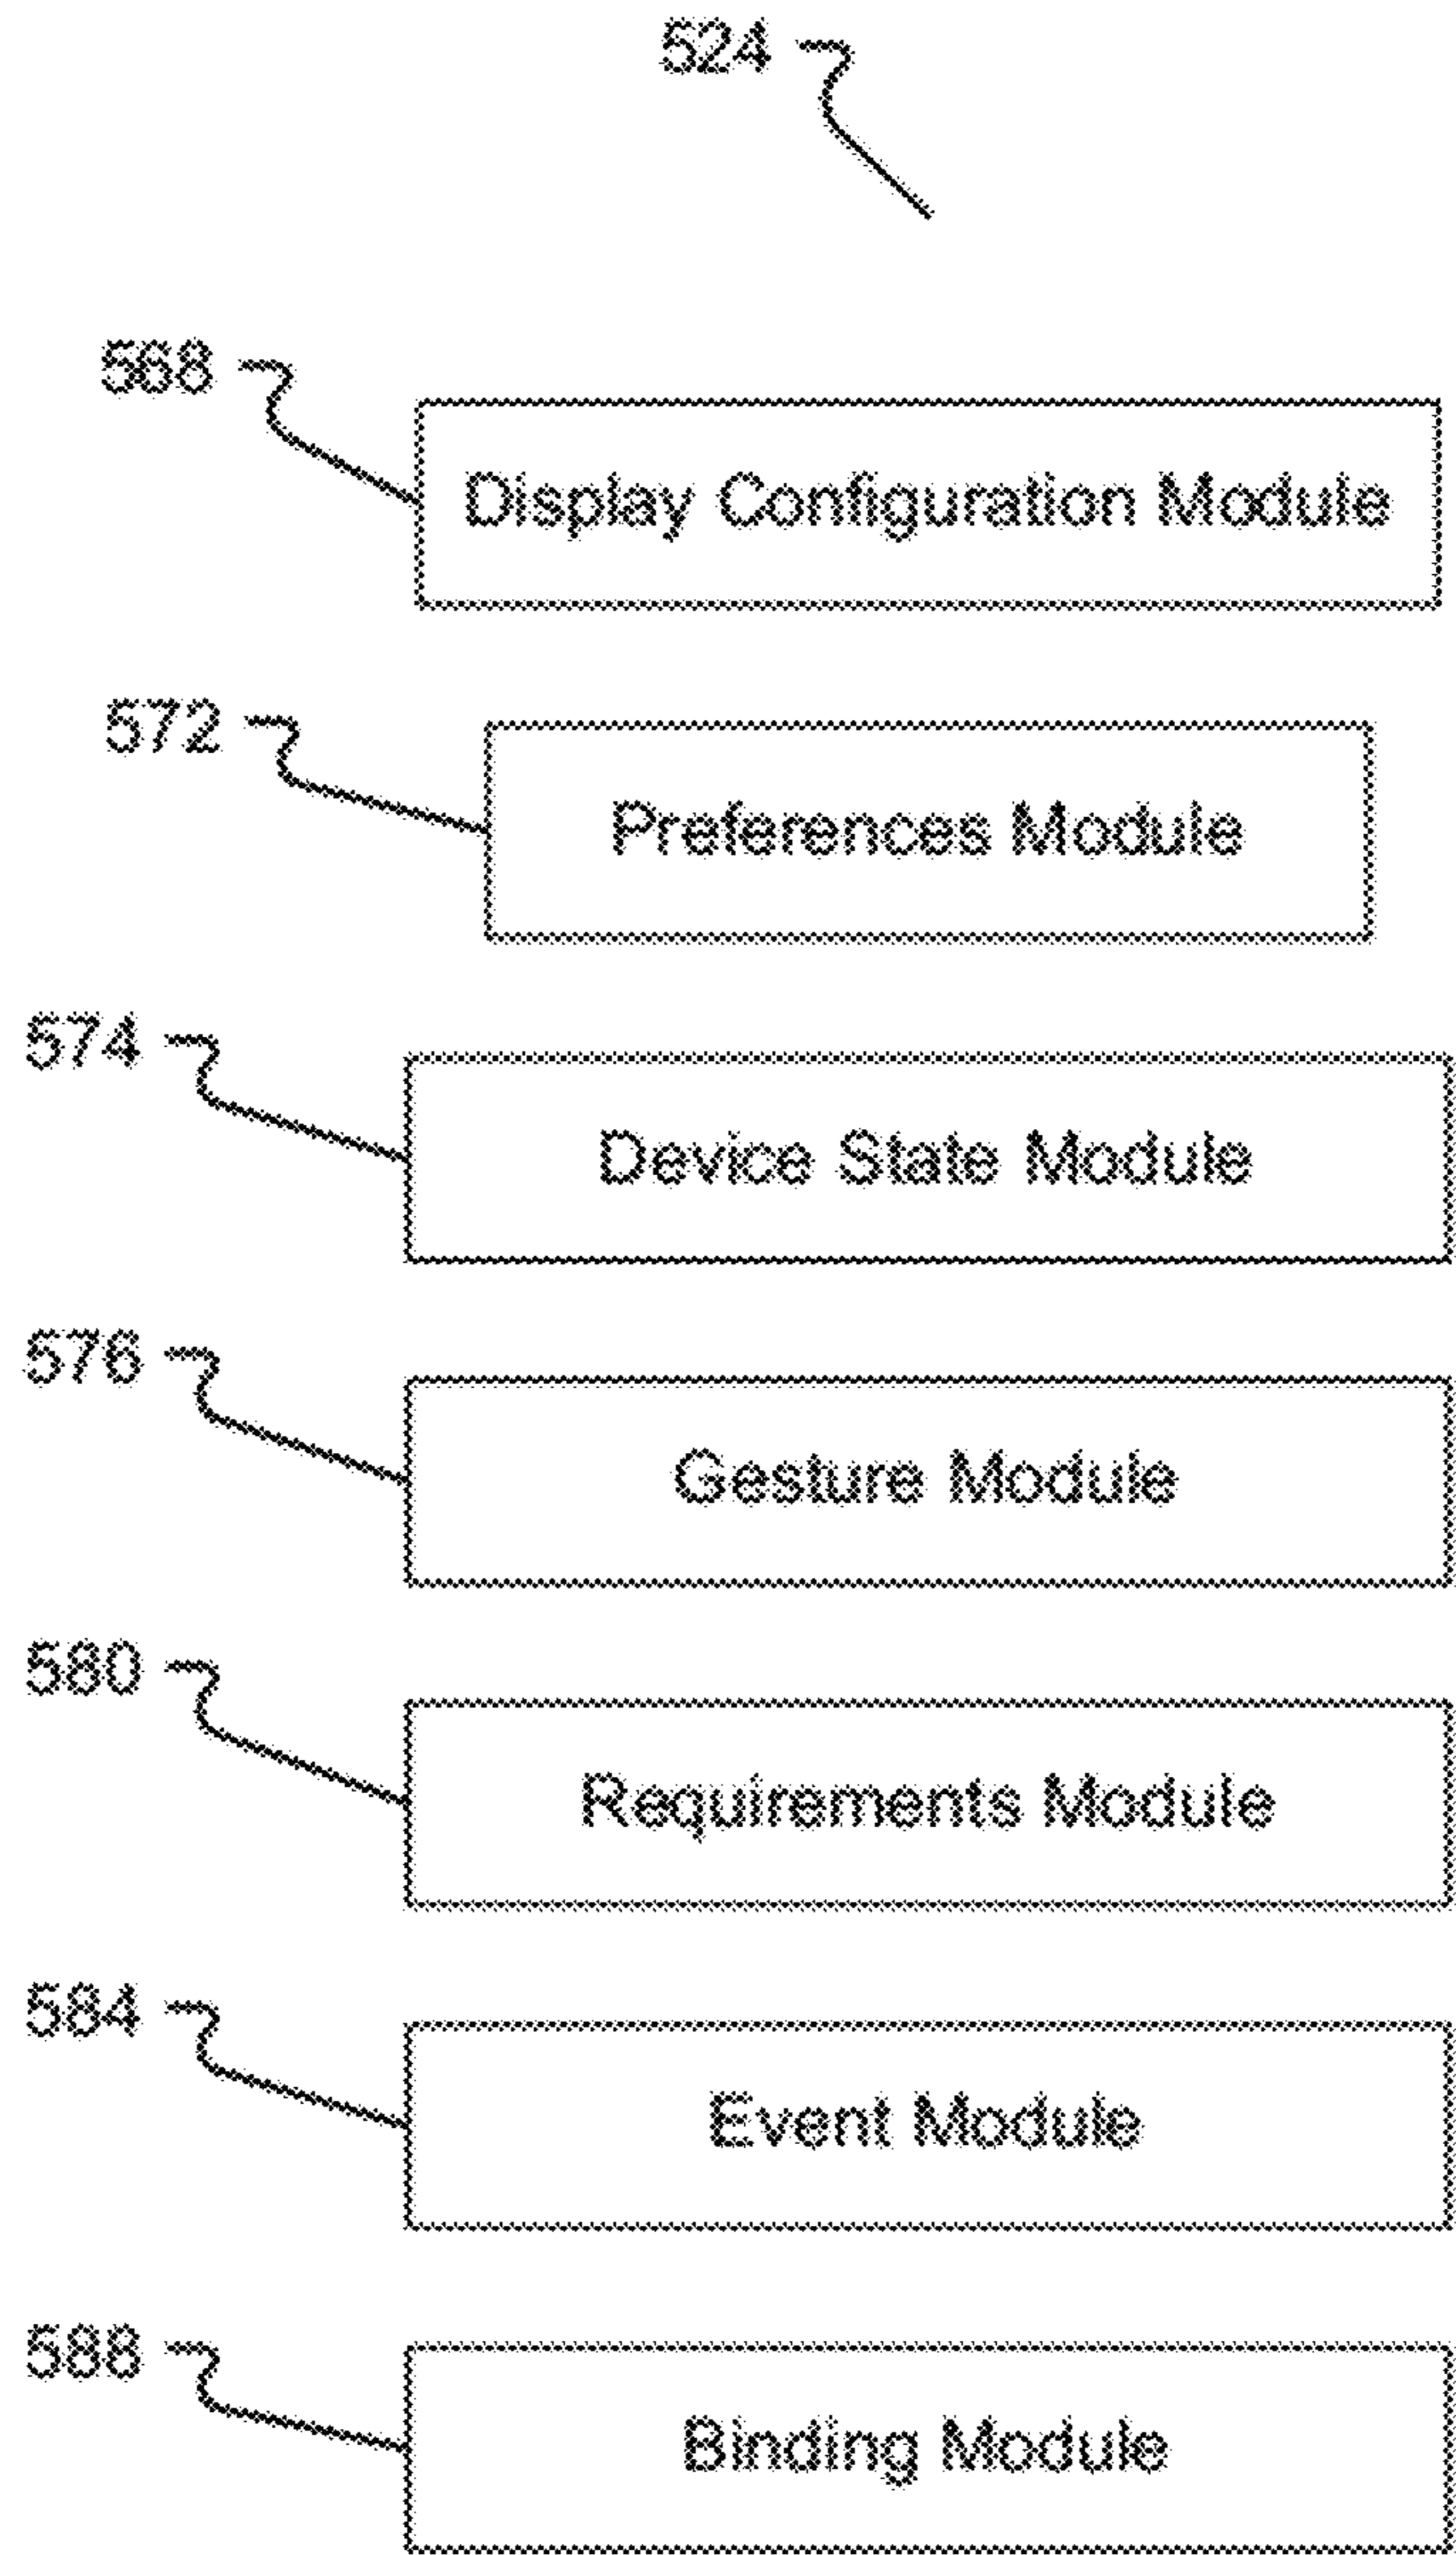 524
568
Display Configuration Module
572
Preferences Module
574
Device State Module
576
Gesture Module
580
Requirements Module
584
Event Module
588
Binding Module